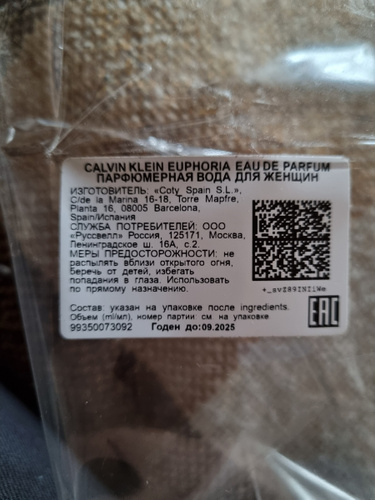 CALVIN KLEIN EUPHORIA EAU DE PARFUM
ПАРФЮМЕРНАЯ ВОДА ДЛЯ ЖЕНЩИН
ИЗГОТОВИТЕЛЬ: «Coty Spain S.L.»,
C/de la Marina 16-18, Torre Mapfre,
Planta 16, 08005 Barcelona,
Spain/Испания
СЛУЖБА ПОТРЕБИТЕЛЕЙ: ООО
«Руссвелл» Россия, 125171, Москва,
Ленинградское ш. 16А, с.2.
МЕРЫ ПРЕДОСТОРОЖНОСТИ: не
распылять вблизи открытого огня,
Беречь от детей, избегать
попадания в глаза. Использовать
по прямому назначению.
Состав: указан на упаковке после ingredients.
Объем (ml/мл), номер партии см на упаковке
99350073092 Годен до:09.2025
EAC